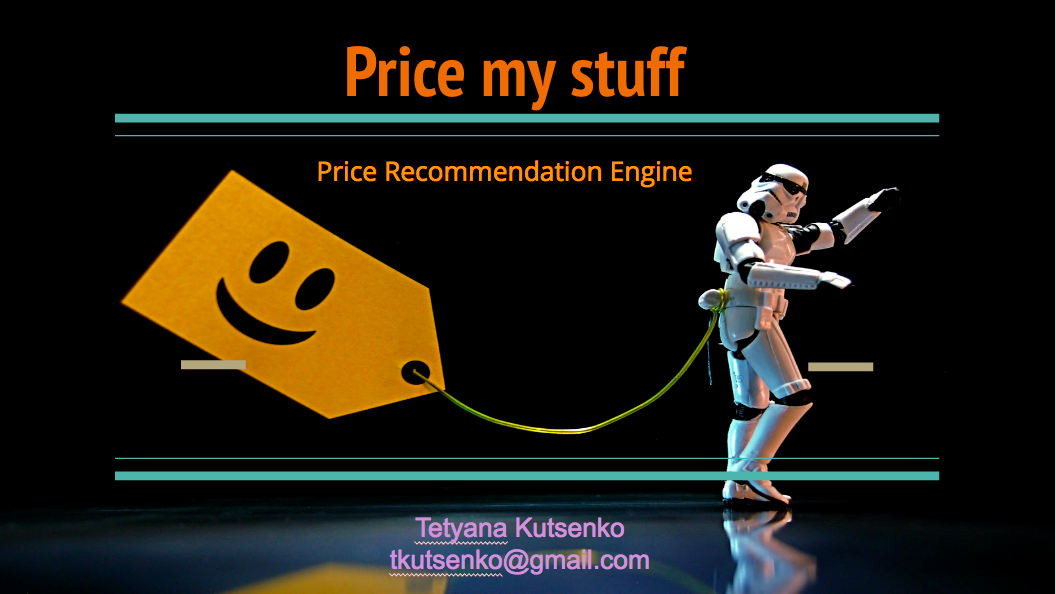 Price my stuff
Price Recommendation Engine
Tetyana Kutsenko
tkutsenko@gmail.com